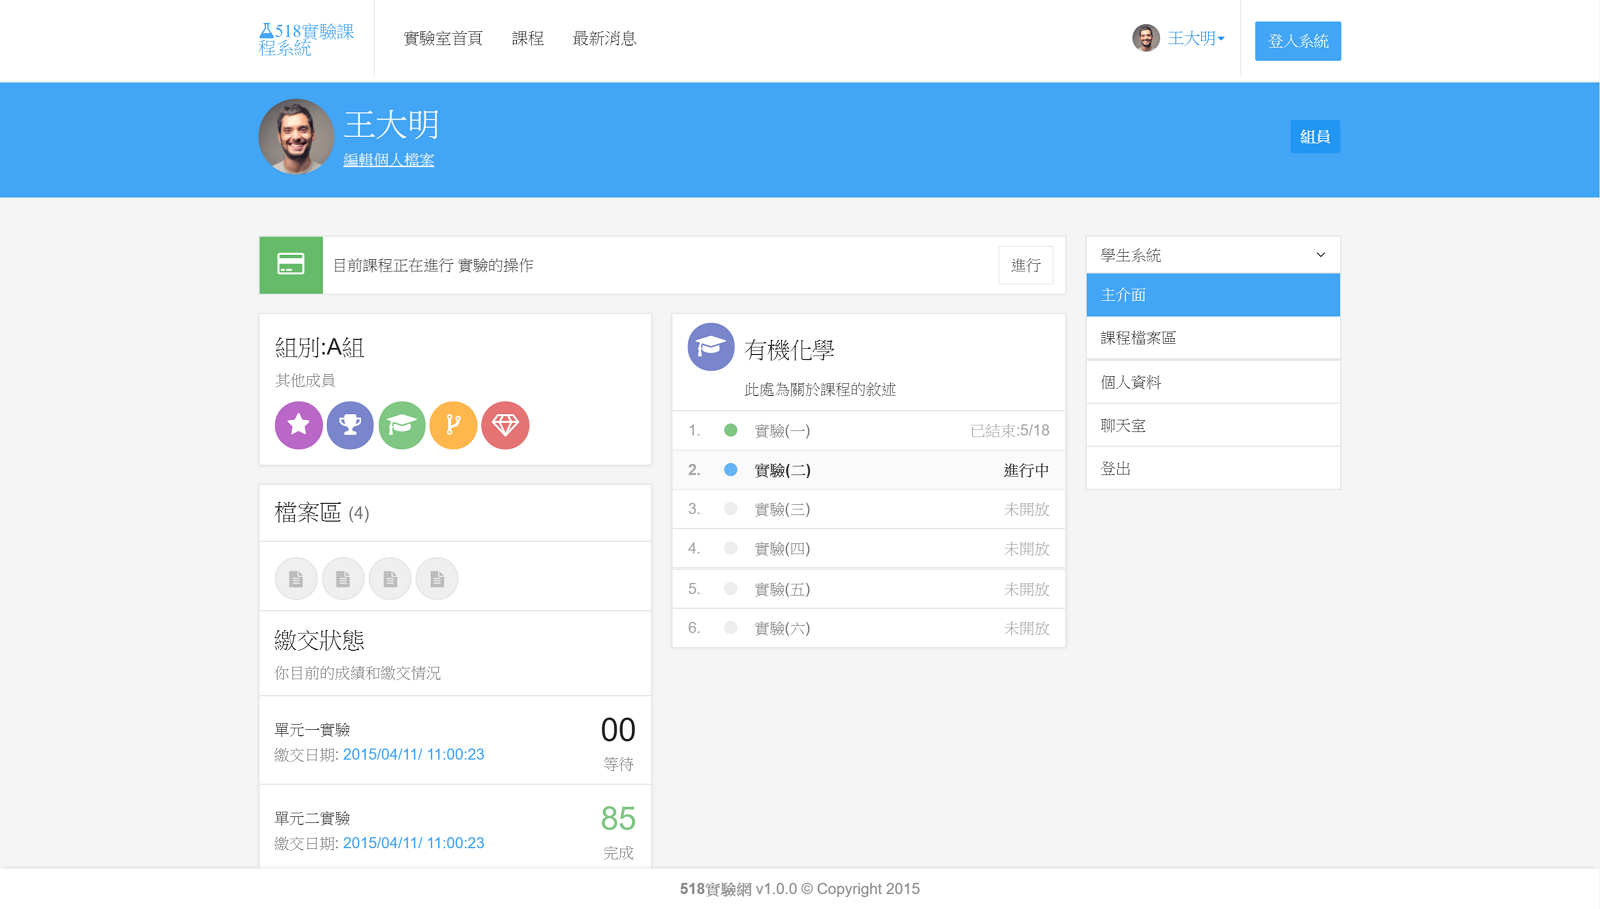 518實驗課
程系統
實驗室首頁
課程
最新消息
王大明
登入系統
王大明
編輯個人檔案
組員
目前課程正在進行 實驗的操作
進行
組別:A組
其他成員
檔案區 (4)
繳交狀態
你目前的成績和繳交情況
單元一實驗
00
繳交日期: 2015/04/11/ 11:00:23
等待
單元二實驗
85
繳交日期: 2015/04/11/ 11:00:23
完成
有機化學
此處為關於課程的敘述
1. 實驗(一) 已結束:5/18
2. 實驗(二) 進行中
3. 實驗(三) 未開放
4. 實驗(四) 未開放
5. 實驗(五) 未開放
6. 實驗(六) 未開放
學生系統
主介面
課程檔案區
個人資料
聊天室
登出
518實驗網 v1.0.0 © Copyright 2015